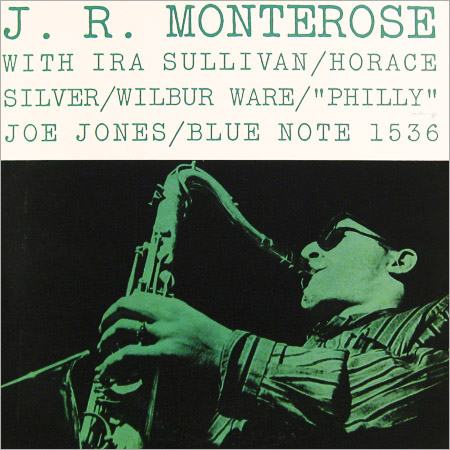 J. R. MONTEROSE
WITH IRA SULLIVAN/HORACE
SILVER/WILBUR WARE/"PHILLY"
JOE JONES/BLUE NOTE 1536